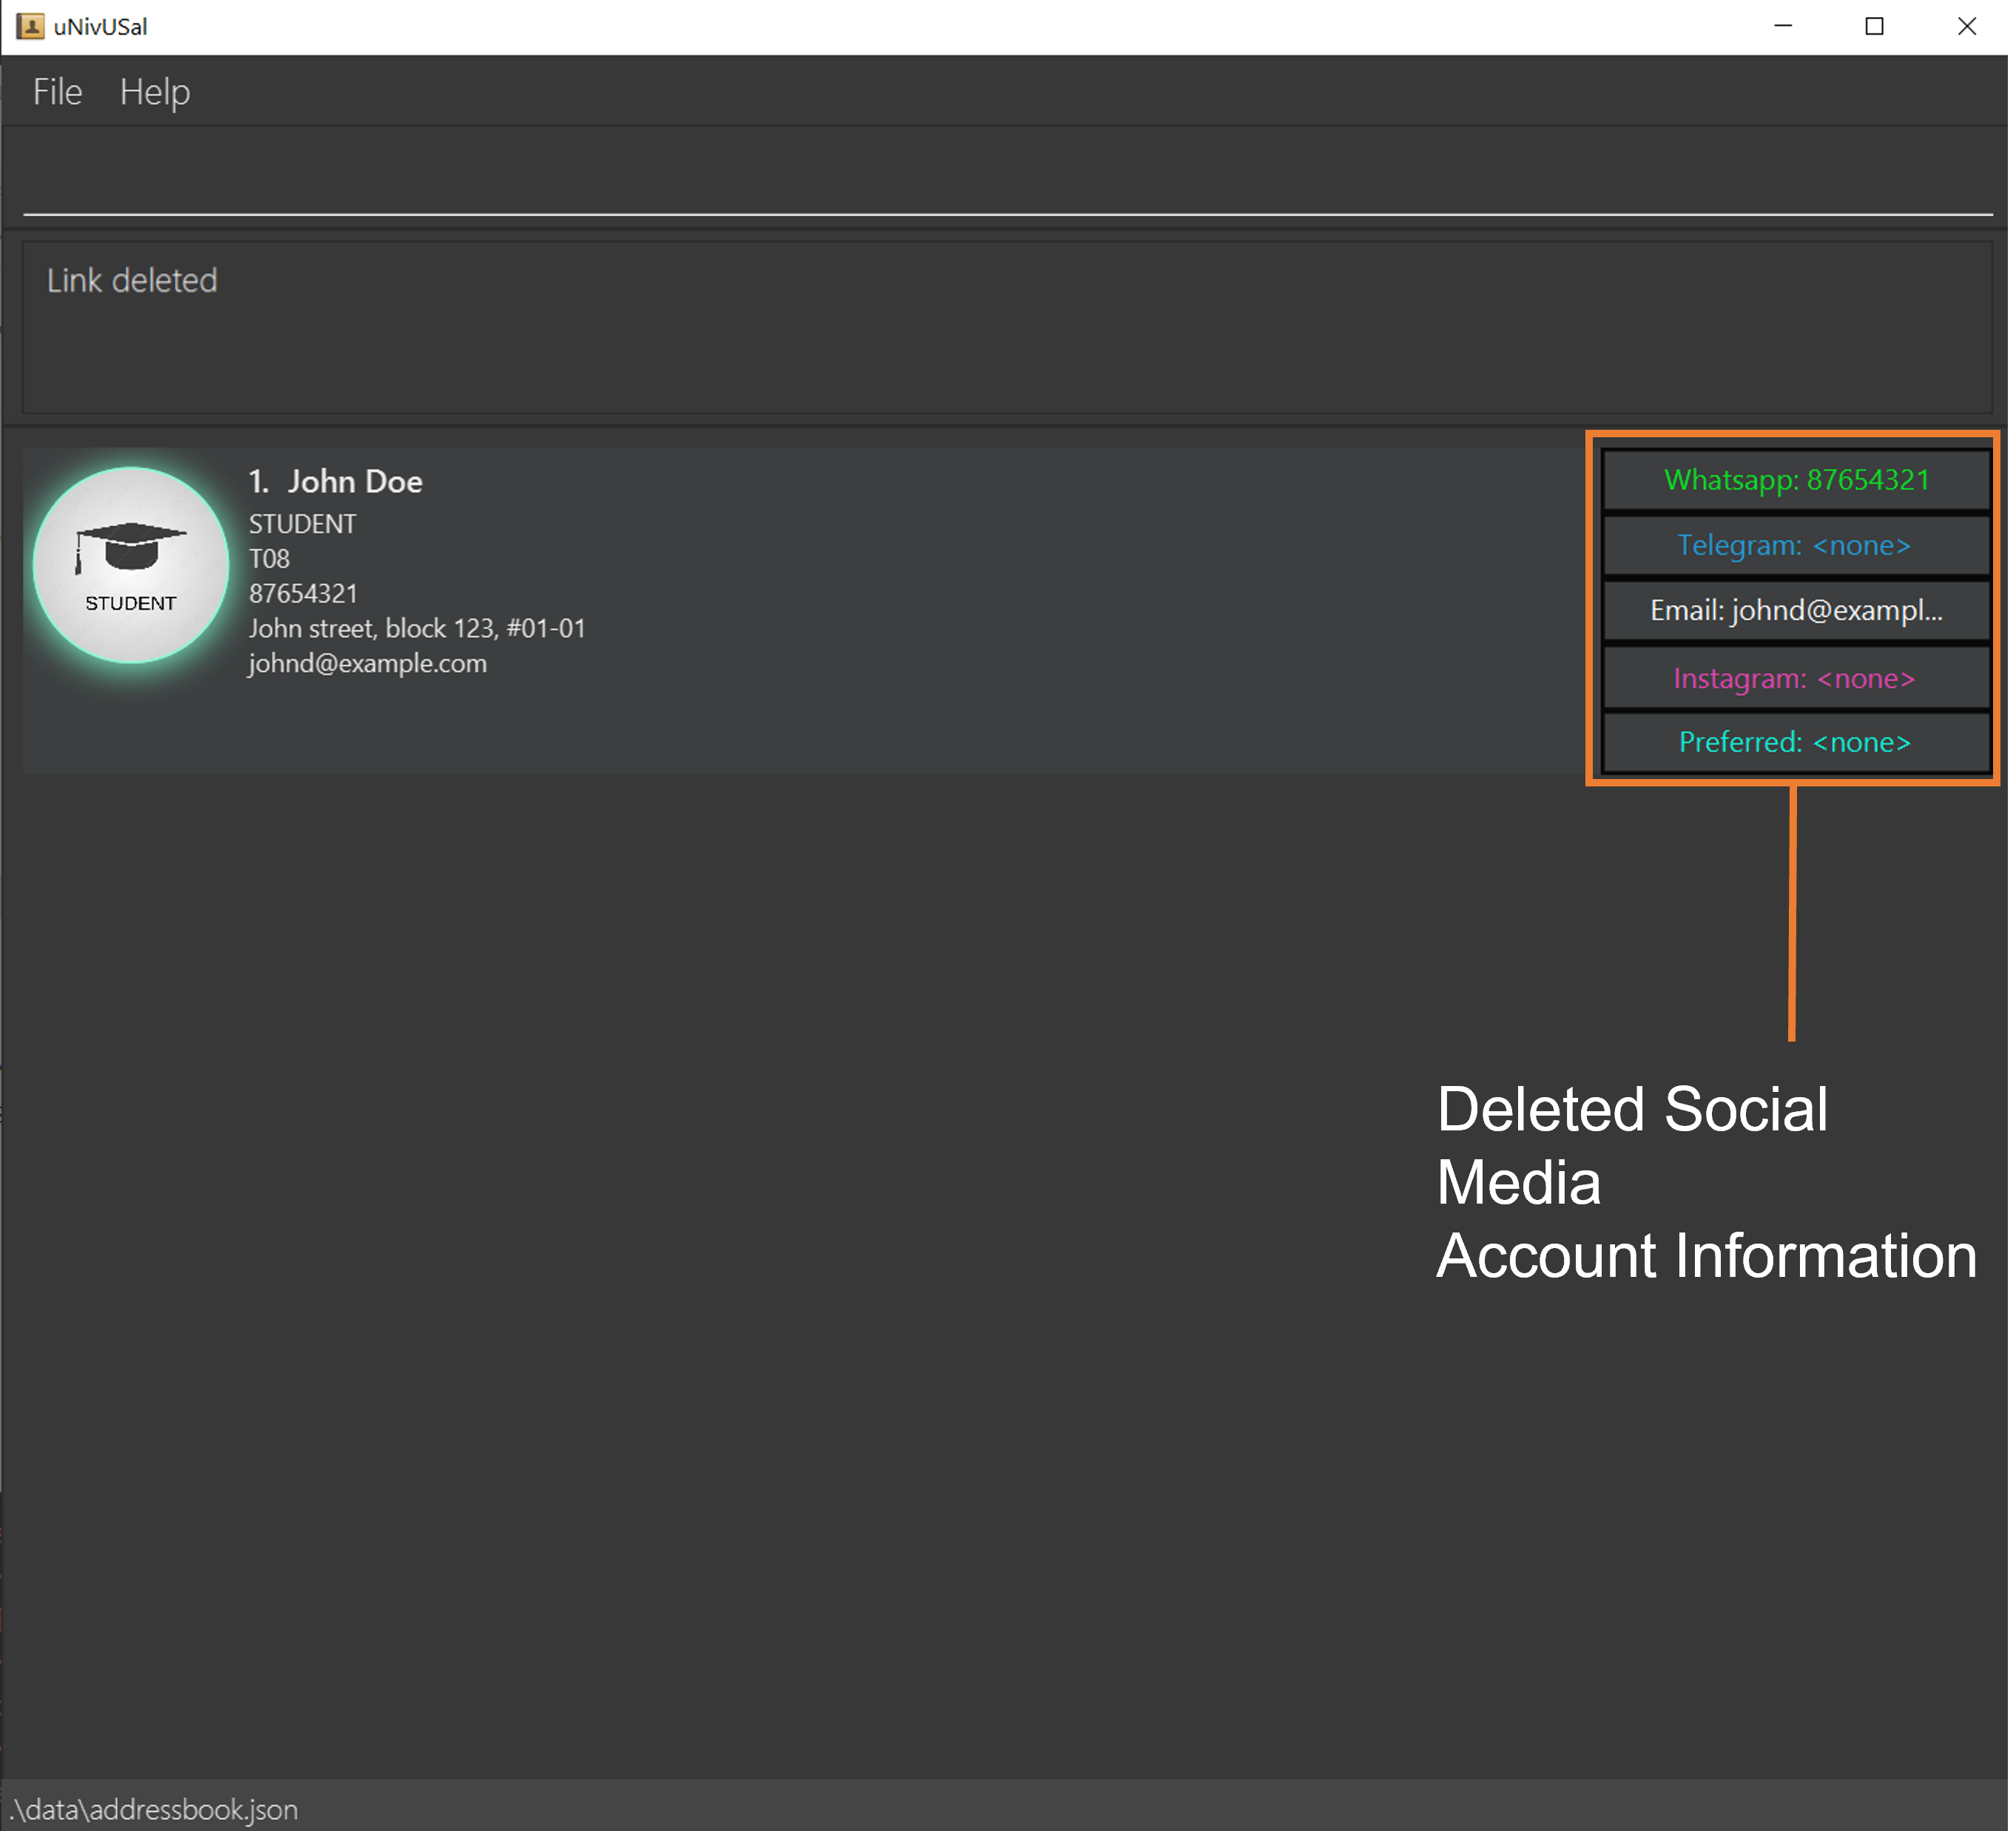 uNivUSal
File Help
Link deleted
STUDENT
1. John Doe
STUDENT
T08
87654321
John street, block 123, #01-01
johnd@example.com
Whatsapp: 87654321
Telegram: <none>
Email: johnd@exampl...
Instagram: <none>
Preferred: <none>
Deleted Social
Media
Account Information
.\data\addressbook.json